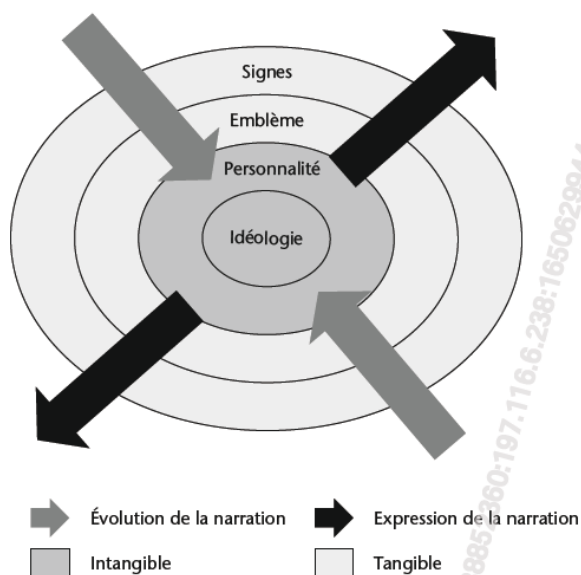 Signes
Emblème
Personnalité
Idéologie
Évolution de la narration
Expression de la narration
Intangible
Tangible